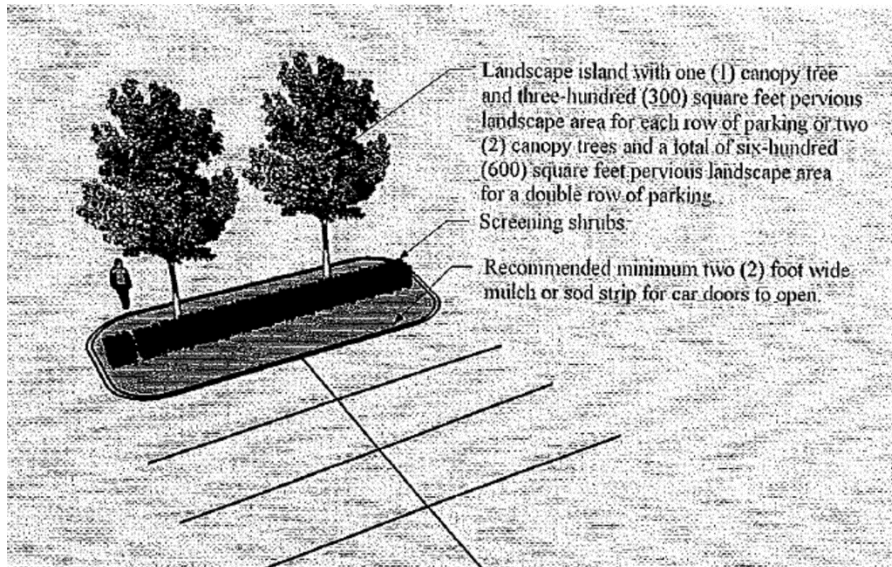 Landscape island with one (1) canopy tree
and three-hundred (300) square feet pervious
landscape area for each row of parking or two
(2) canopy trees and a total of six-hundred
(600) square feet pervious landscape area
for a double row of parking.
Screening shrubs
Recommended minimum two (2) foot wide
mulch or sod strip for car doors to open.